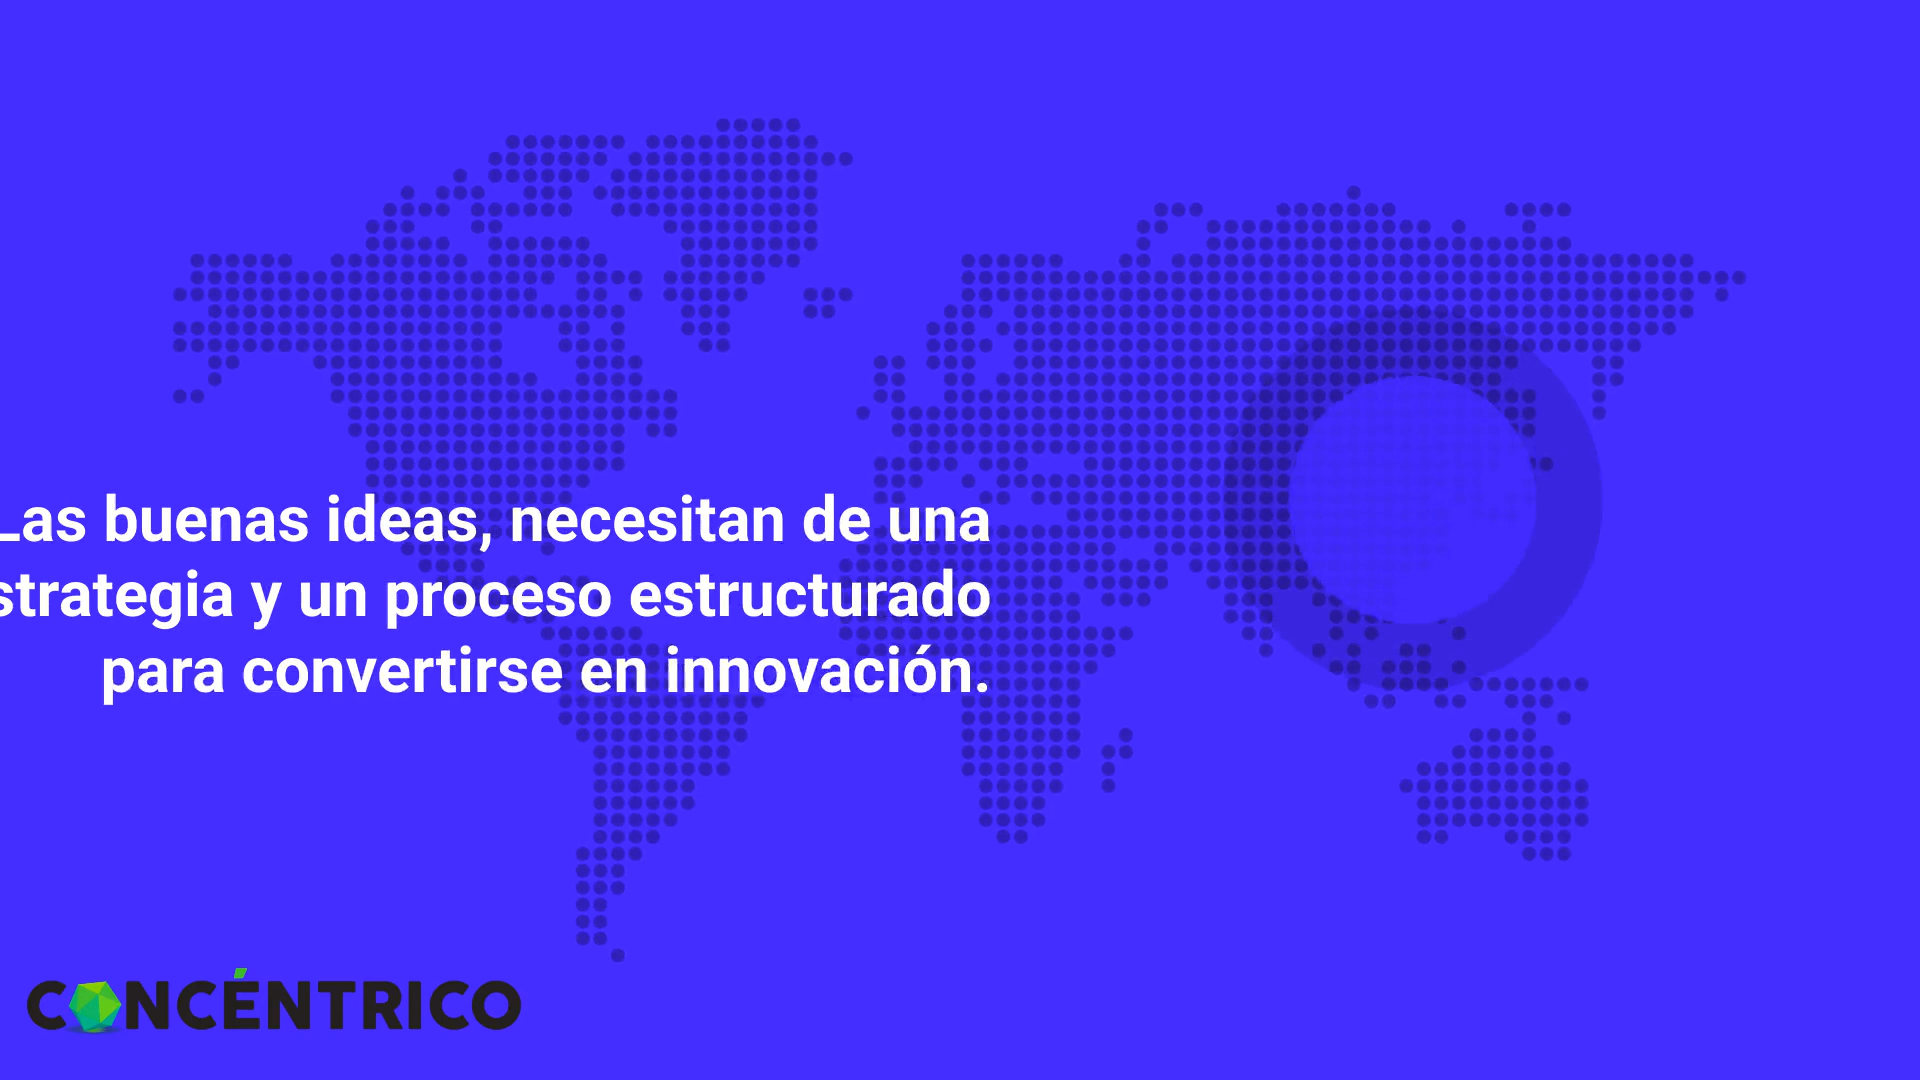 Las buenas ideas, necesitan de una
strategia y un proceso estructurado
para convertirse en innovación.
CONCÉNTRICO